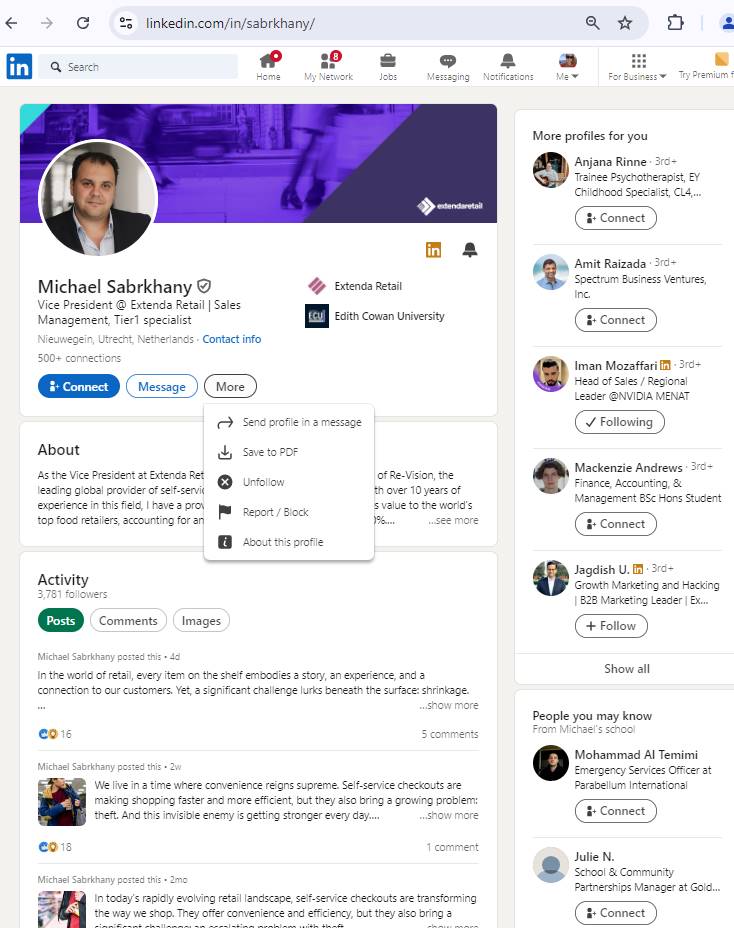 linkedin.com/in/sabrkhany/
in
Search
Home
8
My Network
Jobs
Messaging
Notifications
Me
For Business
Try Premium f
extendaretail
in
Michael Sabrkhany
Vice President @ Extenda Retail | Sales
Management, Tier1 specialist
Nieuwegein, Utrecht, Netherlands · Contact info
500+ connections
Extenda Retail
ECU
Edith Cowan University
Connect
Message
More
Send profile in a message
Save to PDF
Unfollow
Report / Block
About this profile
About
As the Vice President at Extenda Ret of Re-Vision, the
leading global provider of self-servic th over 10 years of
experience in this field, I have a prov s value to the world's
top food retailers, accounting for an 0%.... ...see more
Activity
3,781 followers
Posts
Comments
Images
Michael Sabrkhany posted this • 4d
In the world of retail, every item on the shelf embodies a story, an experience, and a
connection to our customers. Yet, a significant challenge lurks beneath the surface: shrinkage.
... ...show more
16
5 comments
Michael Sabrkhany posted this • 2w
We live in a time where convenience reigns supreme. Self-service checkouts are
making shopping faster and more efficient, but they also bring a growing problem:
theft. And this invisible enemy is getting stronger every day.... ...show more
18
1 comment
Michael Sabrkhany posted this • 2mo
In today's rapidly evolving retail landscape, self-service checkouts are transforming
the way we shop. They offer convenience and efficiency, but they also bring a
significant challenge: an escalating problem with theft. ...show more
More profiles for you
Anjana Rinne · 3rd+
Trainee Psychotherapist, EY
Childhood Specialist, CL4,...
Connect
Amit Raizada · 3rd+
Spectrum Business Ventures,
Inc.
Connect
Iman Mozaffari in · 3rd+
Head of Sales / Regional
Leader @NVIDIA MENAT
Following
Mackenzie Andrews · 3rd+
Finance, Accounting, &
Management BSc Hons Student
Connect
Jagdish U. in · 3rd+
Growth Marketing and Hacking
| B2B Marketing Leader | Ex...
+ Follow
Show all
People you may know
From Michael's school
Mohammad Al Temimi
Emergency Services Officer at
Parabellum International
Connect
Julie N.
School & Community
Partnerships Manager at Gold...
Connect